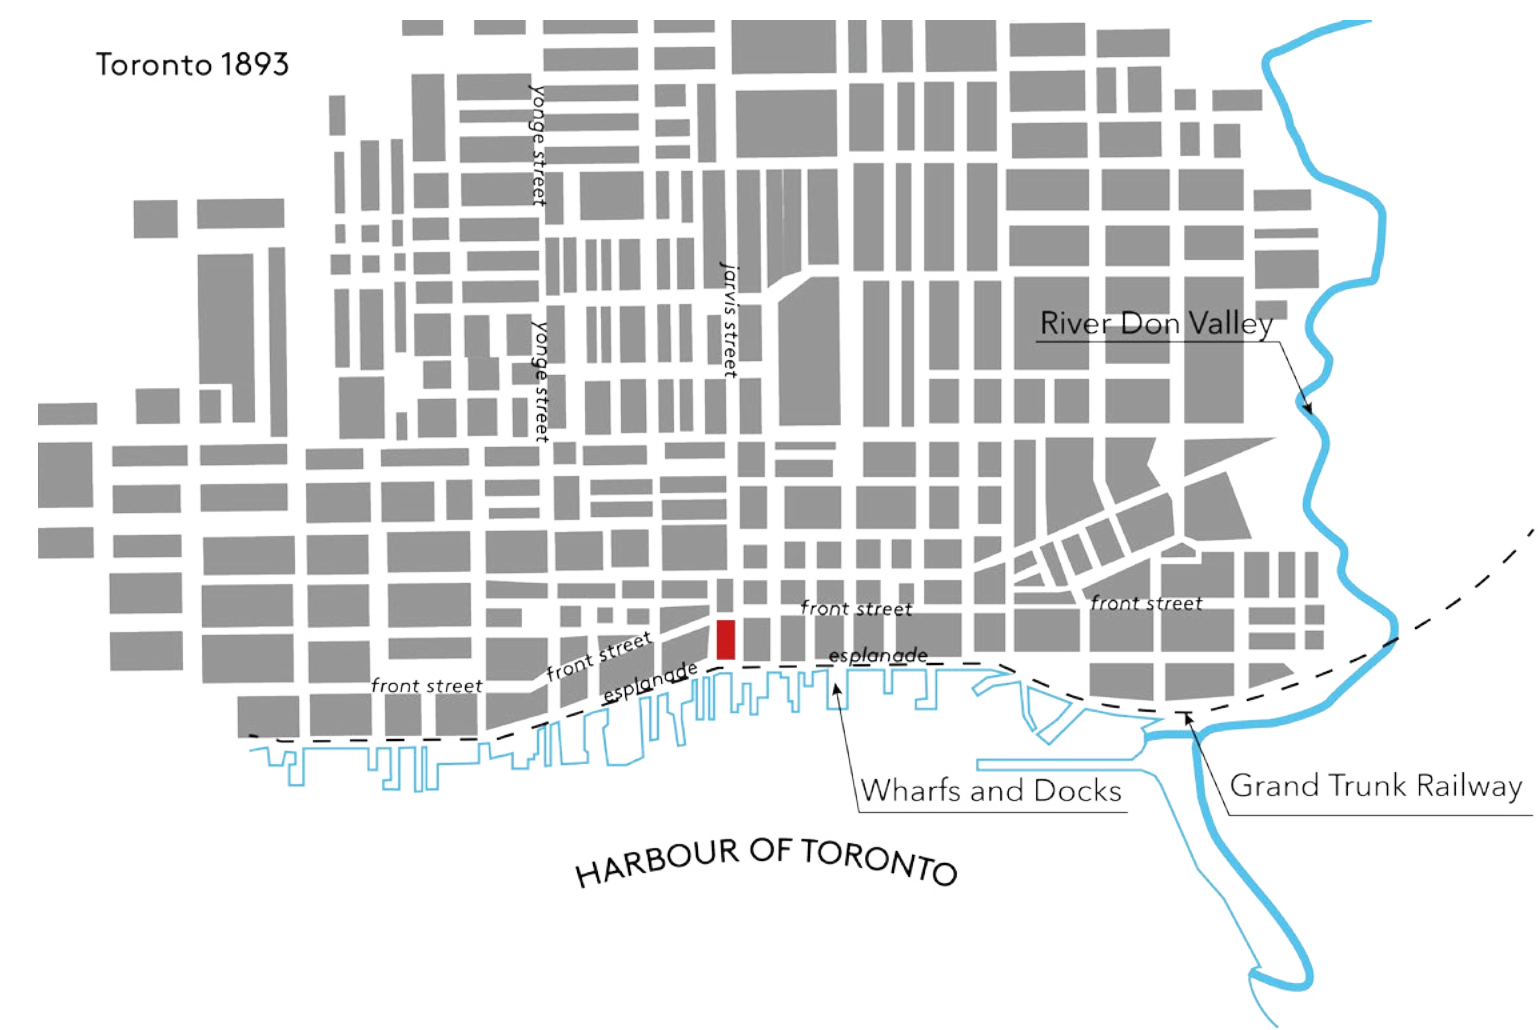 Toronto 1893
yonge street
jarvis street
River Don Valley
yonge street
front street
front street
front street
esplanade
esplanade
front street
Wharfs and Docks
Grand Trunk Railway
HARBOUR OF TORONTO